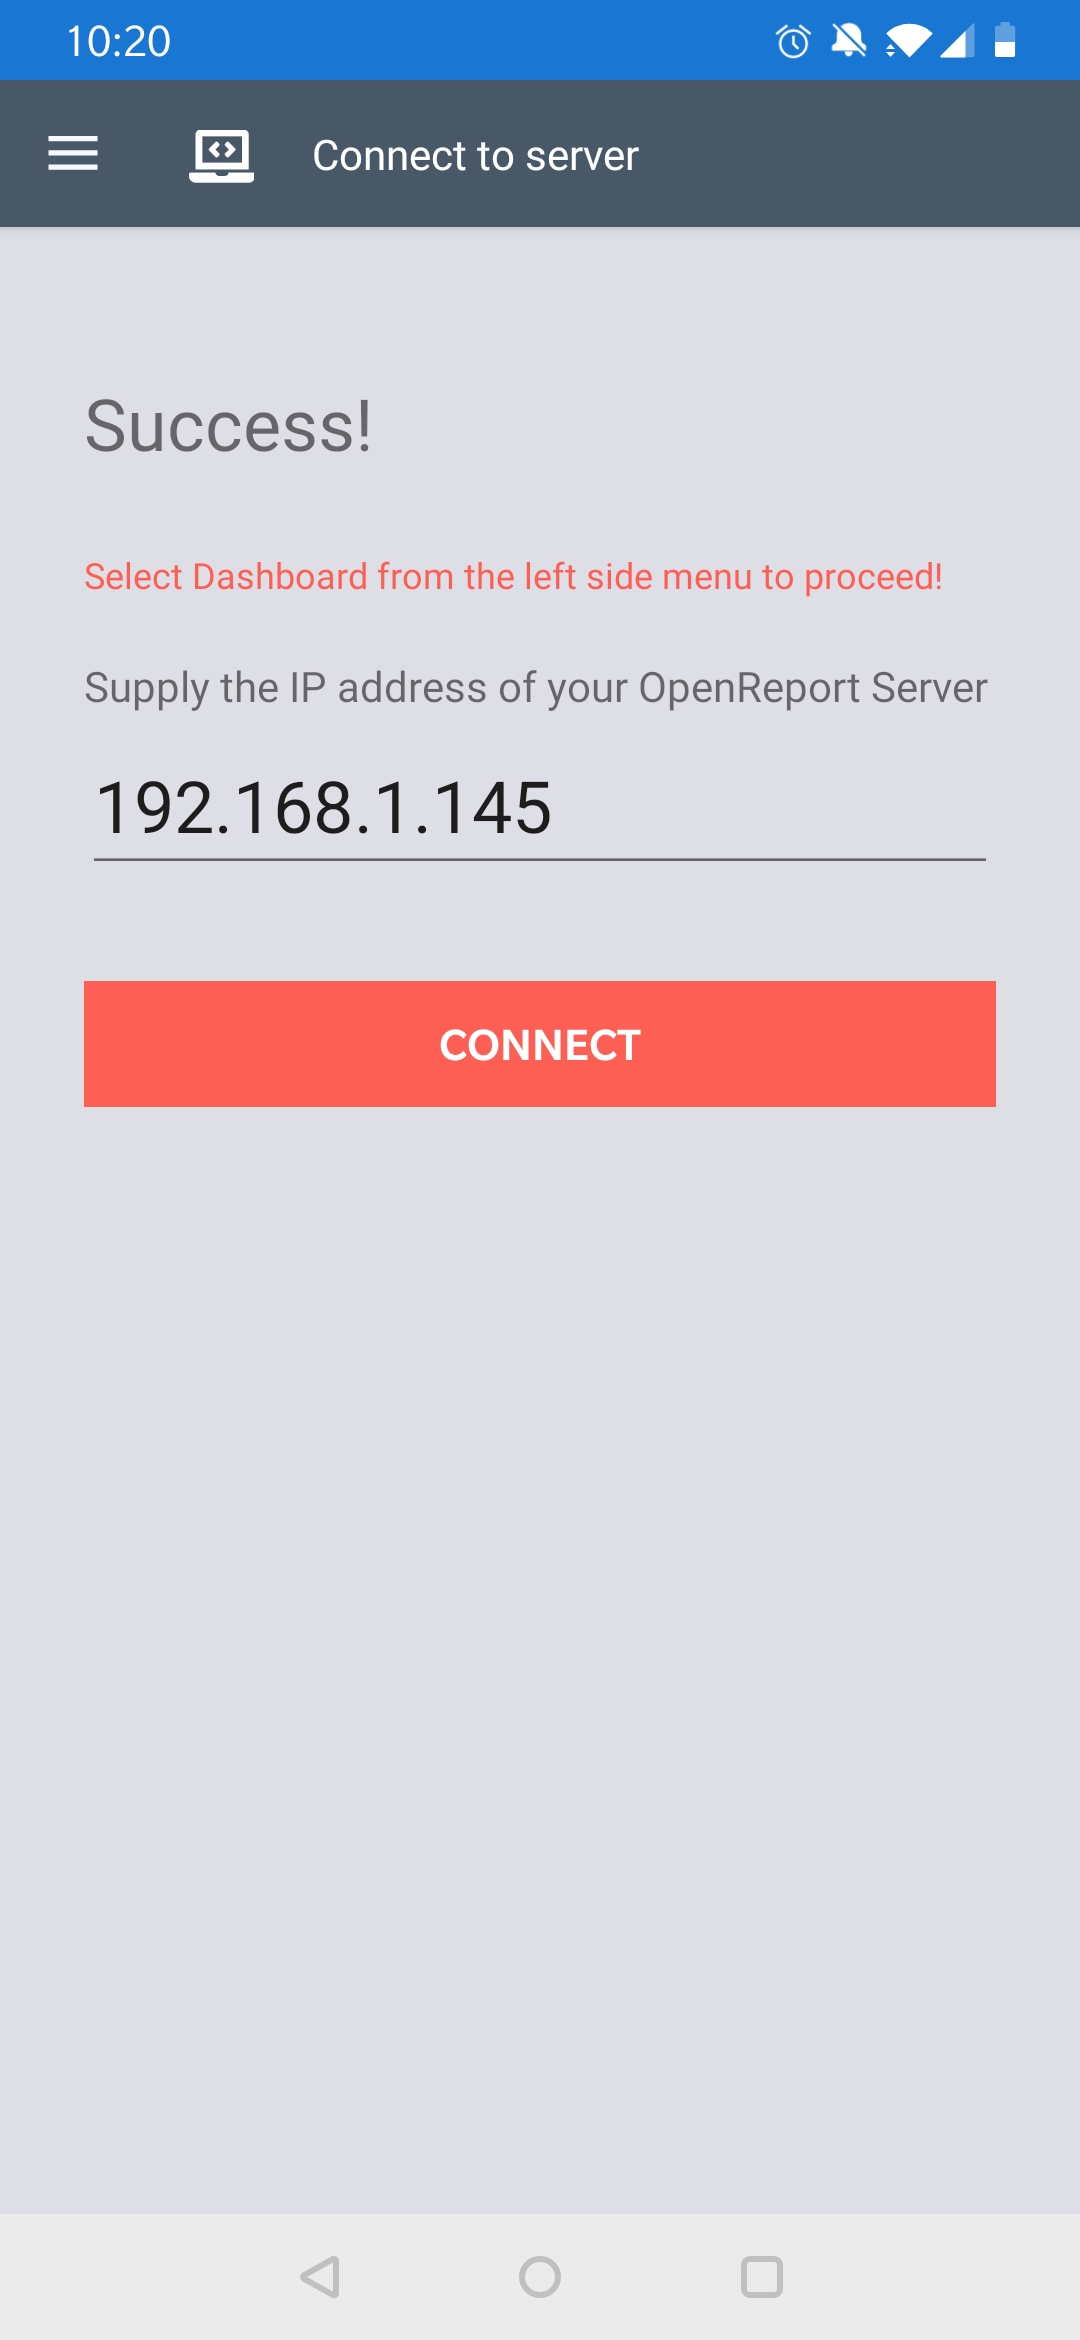 10:20
Connect to server
Success!
Select Dashboard from the left side menu to proceed!
Supply the IP address of your OpenReport Server
192.168.1.145
CONNECT